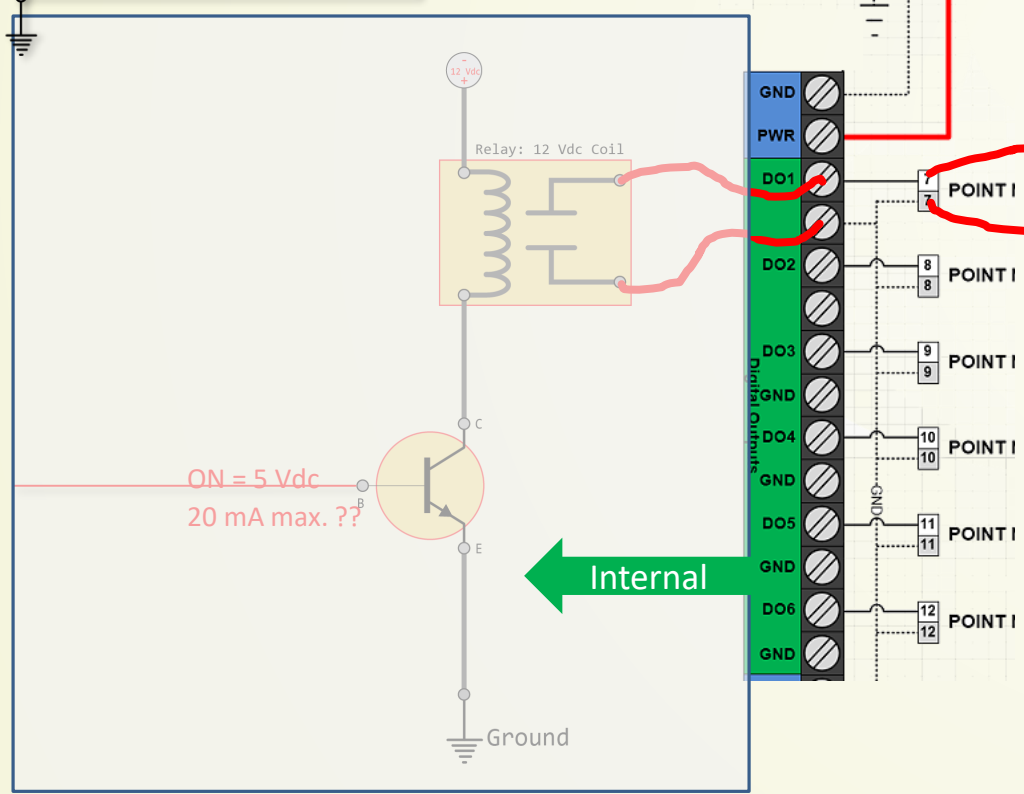 -
12 Vdc
+
Relay: 12 Vdc Coil
C
ON = 5 Vdc
B
20 mA max. ??
E
Internal
Ground
Digital Outputs
GND
PWR
DO1
DO2
DO3
GND
DO4
GND
DO5
GND
DO6
GND
GND
7
7
POINT
8
8
POINT
9
9
POINT
10
10
POINT
11
11
POINT
12
12
POINT